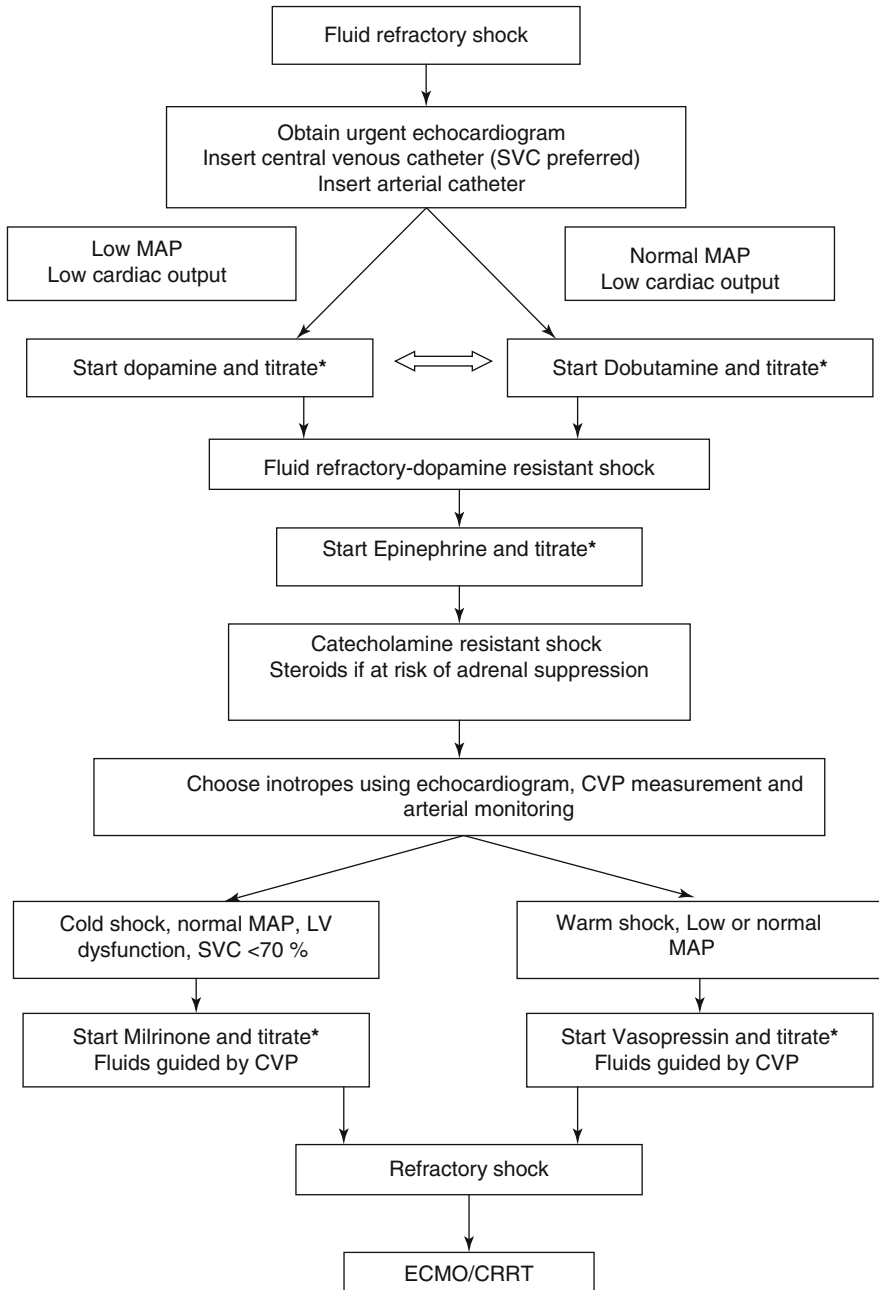 Fluid refractory shock
Obtain urgent echocardiogram
Insert central venous catheter (SVC preferred)
Insert arterial catheter
Low MAP
Low cardiac output
Normal MAP
Low cardiac output
Start dopamine and titrate*
Start Dobutamine and titrate*
Fluid refractory-dopamine resistant shock
Start Epinephrine and titrate*
Catecholamine resistant shock
Steroids if at risk of adrenal suppression
Choose inotropes using echocardiogram, CVP measurement and
arterial monitoring
Cold shock, normal MAP, LV
dysfunction, SVC <70 %
Warm shock, Low or normal
MAP
Start Milrinone and titrate*
Fluids guided by CVP
Start Vasopressin and titrate*
Fluids guided by CVP
Refractory shock
ECMO/CRRT